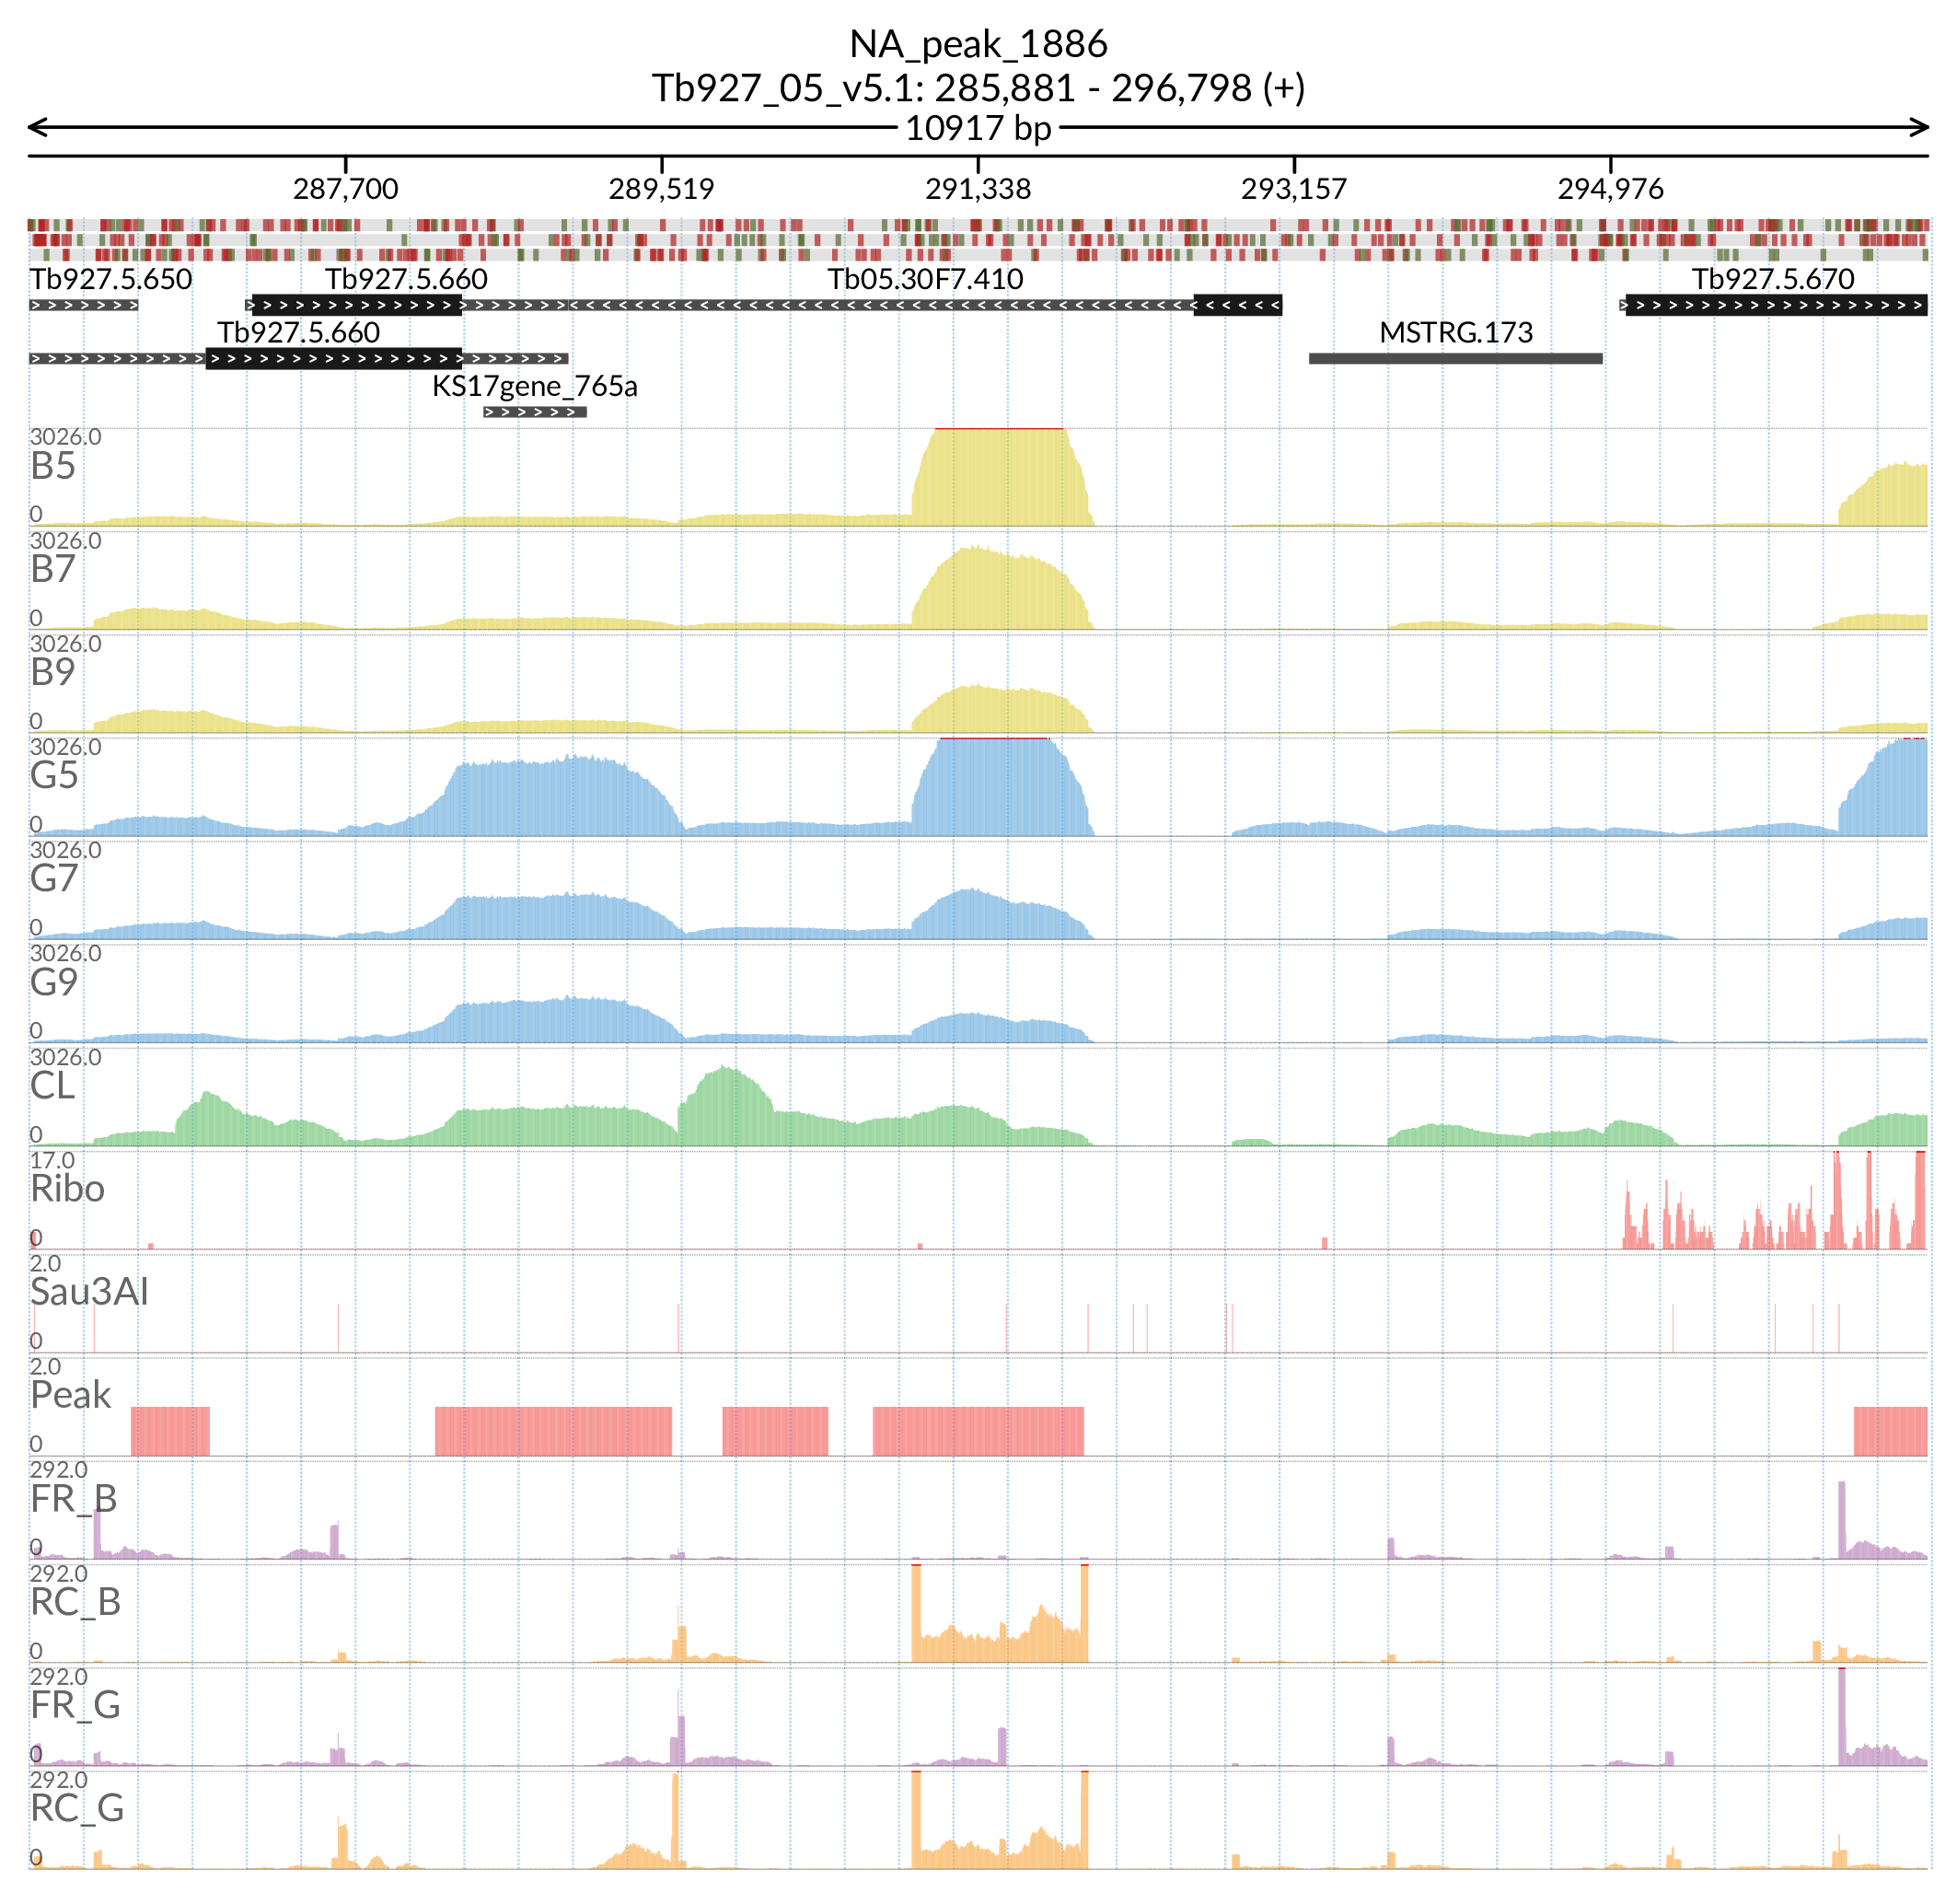 NA_peak_1886
Tb927_05_v5.1: 285,881 - 296,798 (+)
10917 bp
287,700 289,519 291,338 293,157 294,976
Tb927.5.650 Tb927.5.660 Tb05.30F7.410 Tb927.5.670
Tb927.5.660 MSTRG.173
KS17gene_765a
3026.0
B5
0
3026.0
B7
0
3026.0
B9
0
3026.0
G5
0
3026.0
G7
0
3026.0
G9
0
3026.0
CL
0
17.0
Ribo
0
2.0
Sau3AI
0
2.0
Peak
0
292.0
FR_B
0
292.0
RC_B
0
292.0
FR_G
0
292.0
RC_G
0